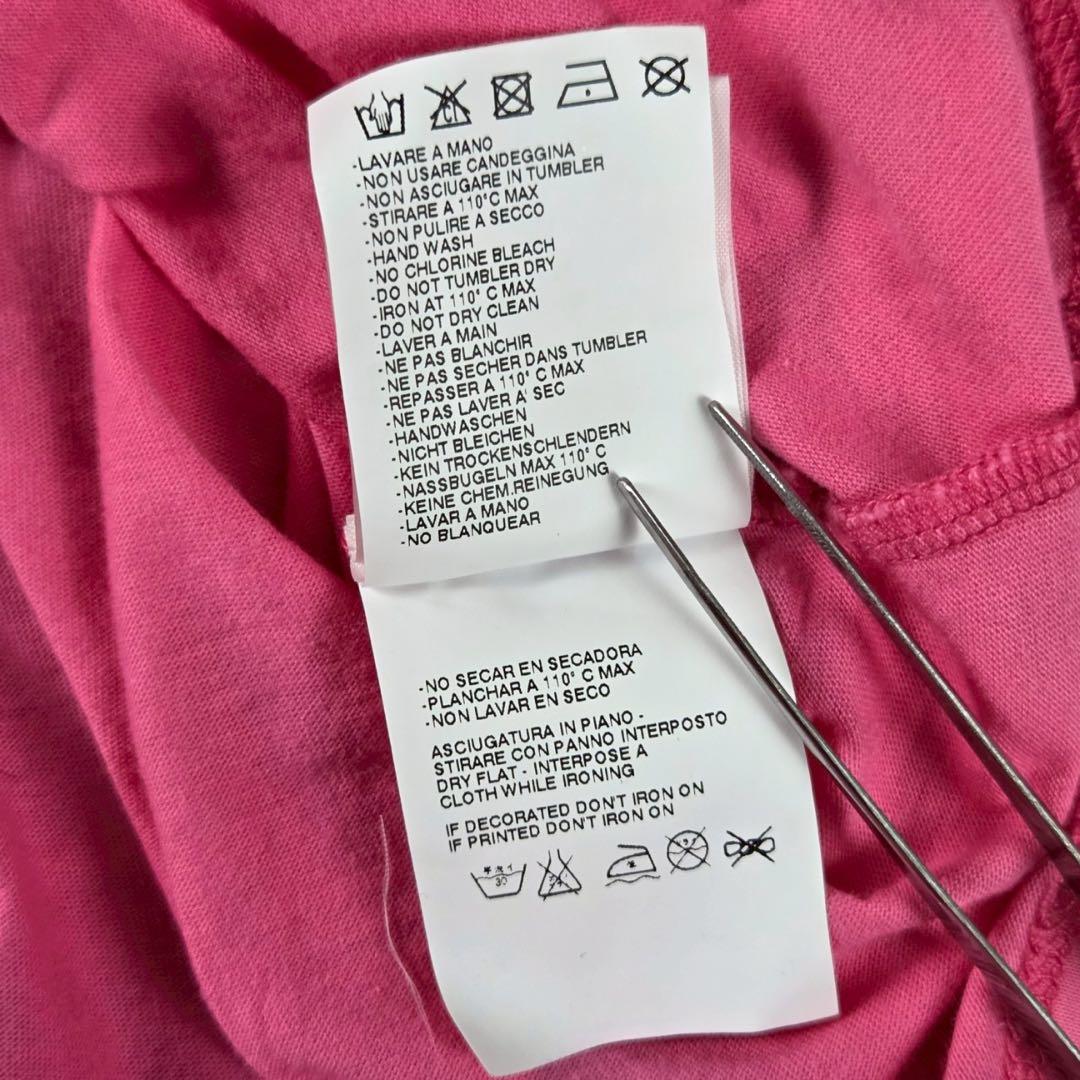 CL
-LAVARE A MANO
-NON USARE CANDEGGINA
-NON ASCIUGARE IN TUMBLER
-STIRARE A 110°C MAX
-NON PULIRE A SECCO
-HAND WASH
-NO CHLORINE BLEACH
-DO NOT TUMBLER DRY
-IRON AT 110° C MAX
-DO NOT DRY CLEAN
-LAVER A MAIN
-NE PAS BLANCHIR
-NE PAS SECHER DANS TUMBLER
-REPASSER A 110° C MAX
-NE PAS LAVER A' SEC
-HANDWASCHEN
-NICHT BLEICHEN
-KEIN TROCKENSCHLENDERN
-NASSBUGELN MAX 110° C
-KEINE CHEM.REINEGUNG
-LAVAR A MANO
-NO BLANQUEAR
-NO SECAR EN SECADORA
-PLANCHAR A 110° C MAX
-NON LAVAR EN SECO
ASCIUGATURA IN PIANO -
STIRARE CON PANNO INTERPOSTO
DRY FLAT - INTERPOSE A
CLOTH WHILE IRONING
IF DECORATED DON'T IRON ON
IF PRINTED DON'T IRON ON
30